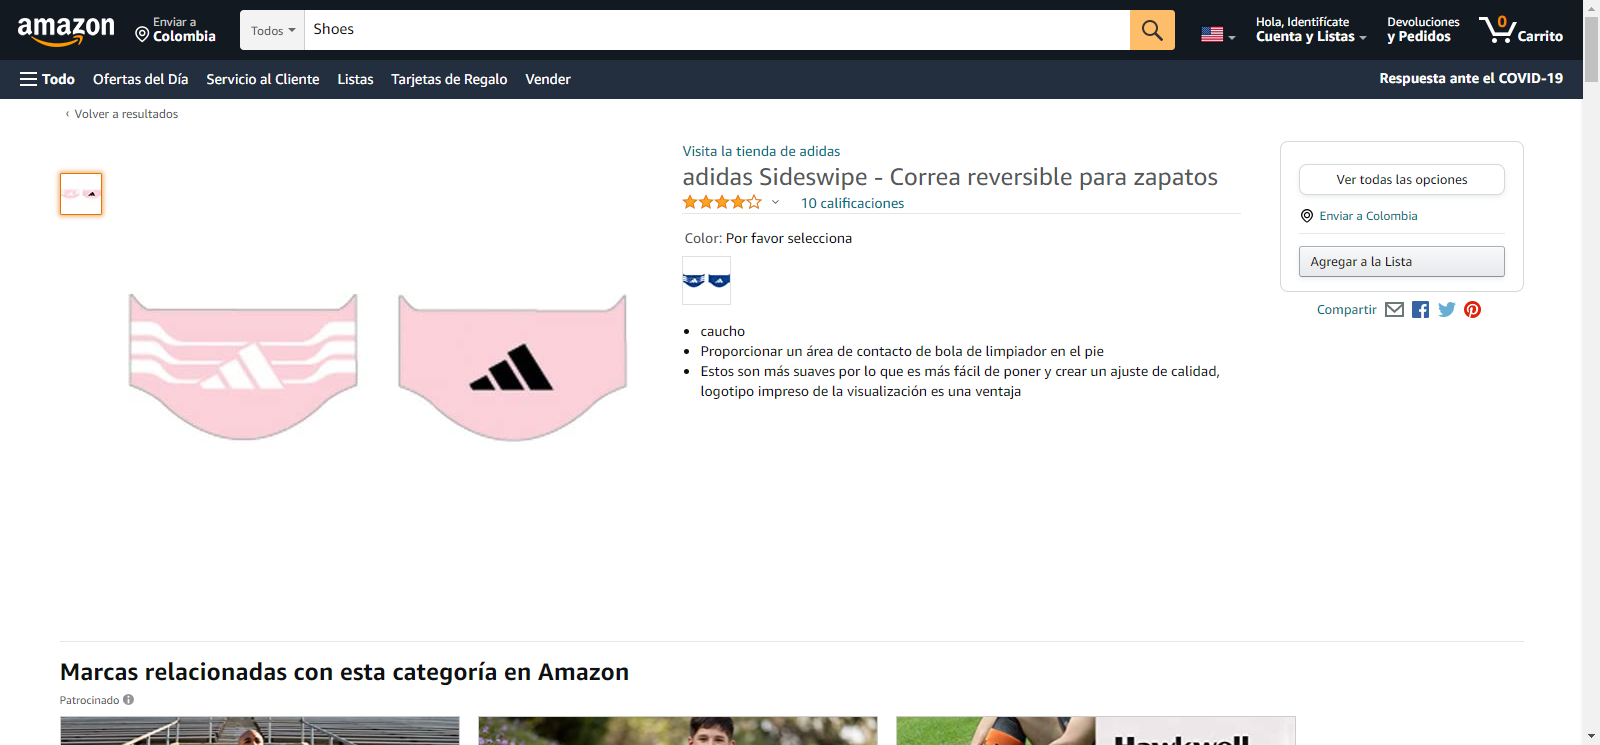 amazon
Enviar a
Colombia
Todos
Shoes
Hola, Identifícate
Cuenta y Listas
Devoluciones
y Pedidos
0
Carrito
Todo
Ofertas del Día
Servicio al Cliente
Listas
Tarjetas de Regalo
Vender
Respuesta ante el COVID-19
‹ Volver a resultados
Visita la tienda de adidas
adidas Sideswipe - Correa reversible para zapatos
10 calificaciones
Color: Por favor selecciona
• caucho
• Proporcionar un área de contacto de bola de limpiador en el pie
• Estos son más suaves por lo que es más fácil de poner y crear un ajuste de calidad,
logotipo impreso de la visualización es una ventaja
Ver todas las opciones
Enviar a Colombia
Agregar a la Lista
Compartir
Marcas relacionadas con esta categoría en Amazon
Patrocinado
Hawkwell